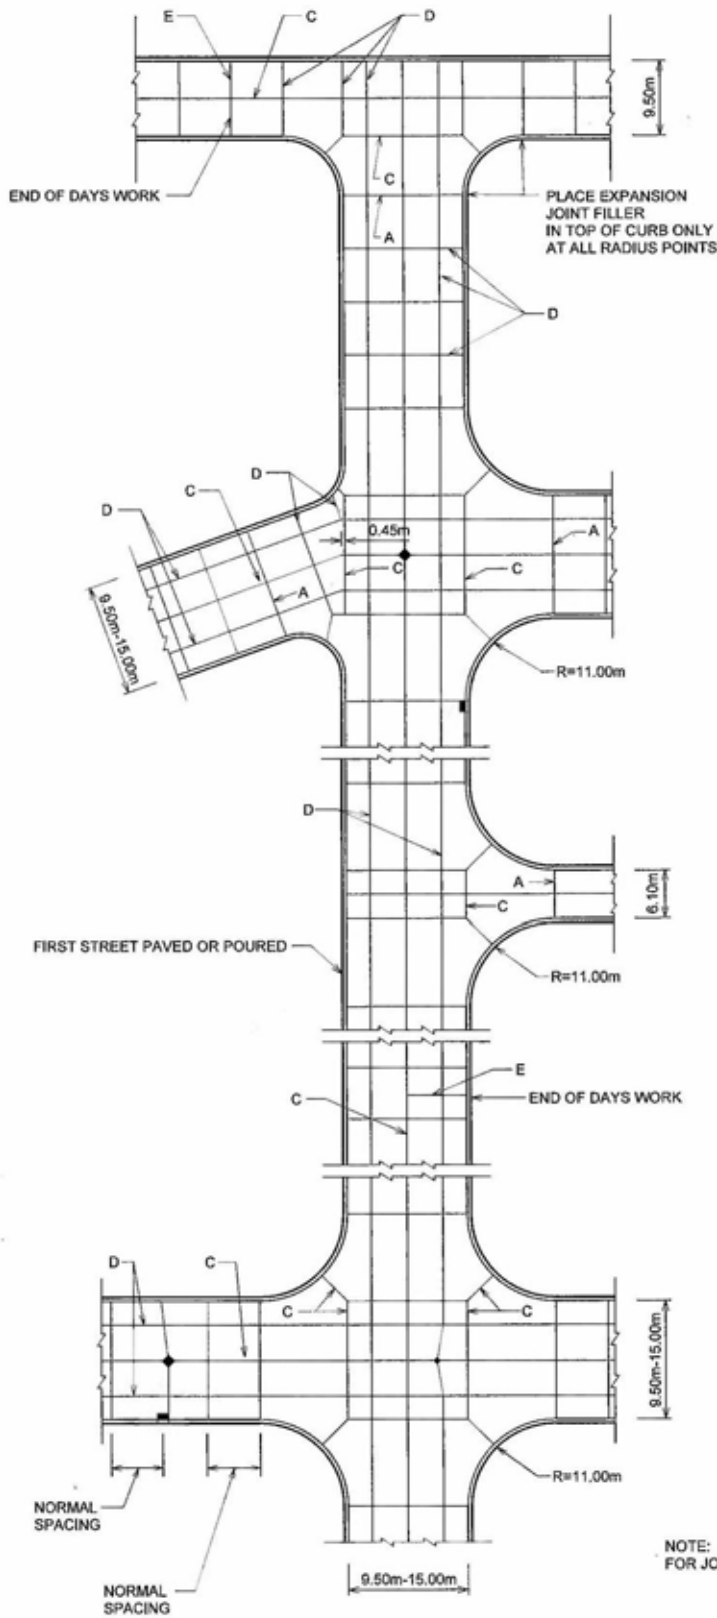 E C D
9.50m
END OF DAYS WORK
C
A
PLACE EXPANSION
JOINT FILLER
IN TOP OF CURB ONLY
AT ALL RADIUS POINTS
D
D
C
D
0.45m
A
C
C
A
9.50m-15.00m
R=11.00m
D
A
C
6.10m
FIRST STREET PAVED OR POURED
R=11.00m
E
C
END OF DAYS WORK
D C
C
C
9.50m-15.00m
R=11.00m
NORMAL
SPACING
NORMAL
SPACING
9.50m-15.00m
NOTE:
FOR JO